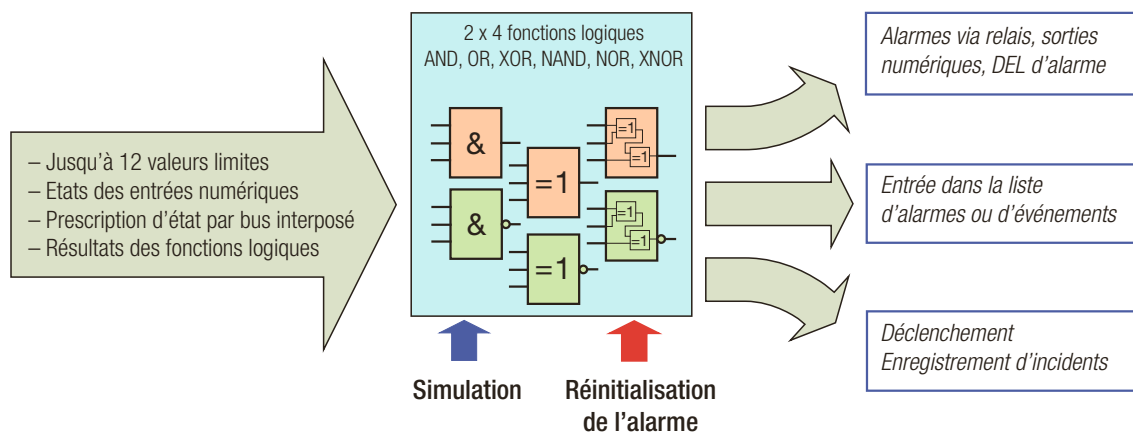 – Jusqu'à 12 valeurs limites
– Etats des entrées numériques
– Prescription d'état par bus interposé
– Résultats des fonctions logiques
2 x 4 fonctions logiques
AND, OR, XOR, NAND, NOR, XNOR
&
=1
=1
=1
&
=1
=1
=1
Simulation
Réinitialisation
de l'alarme
Alarmes via relais, sorties
numériques, DEL d'alarme
Entrée dans la liste
d'alarmes ou d'événements
Déclenchement
Enregistrement d'incidents